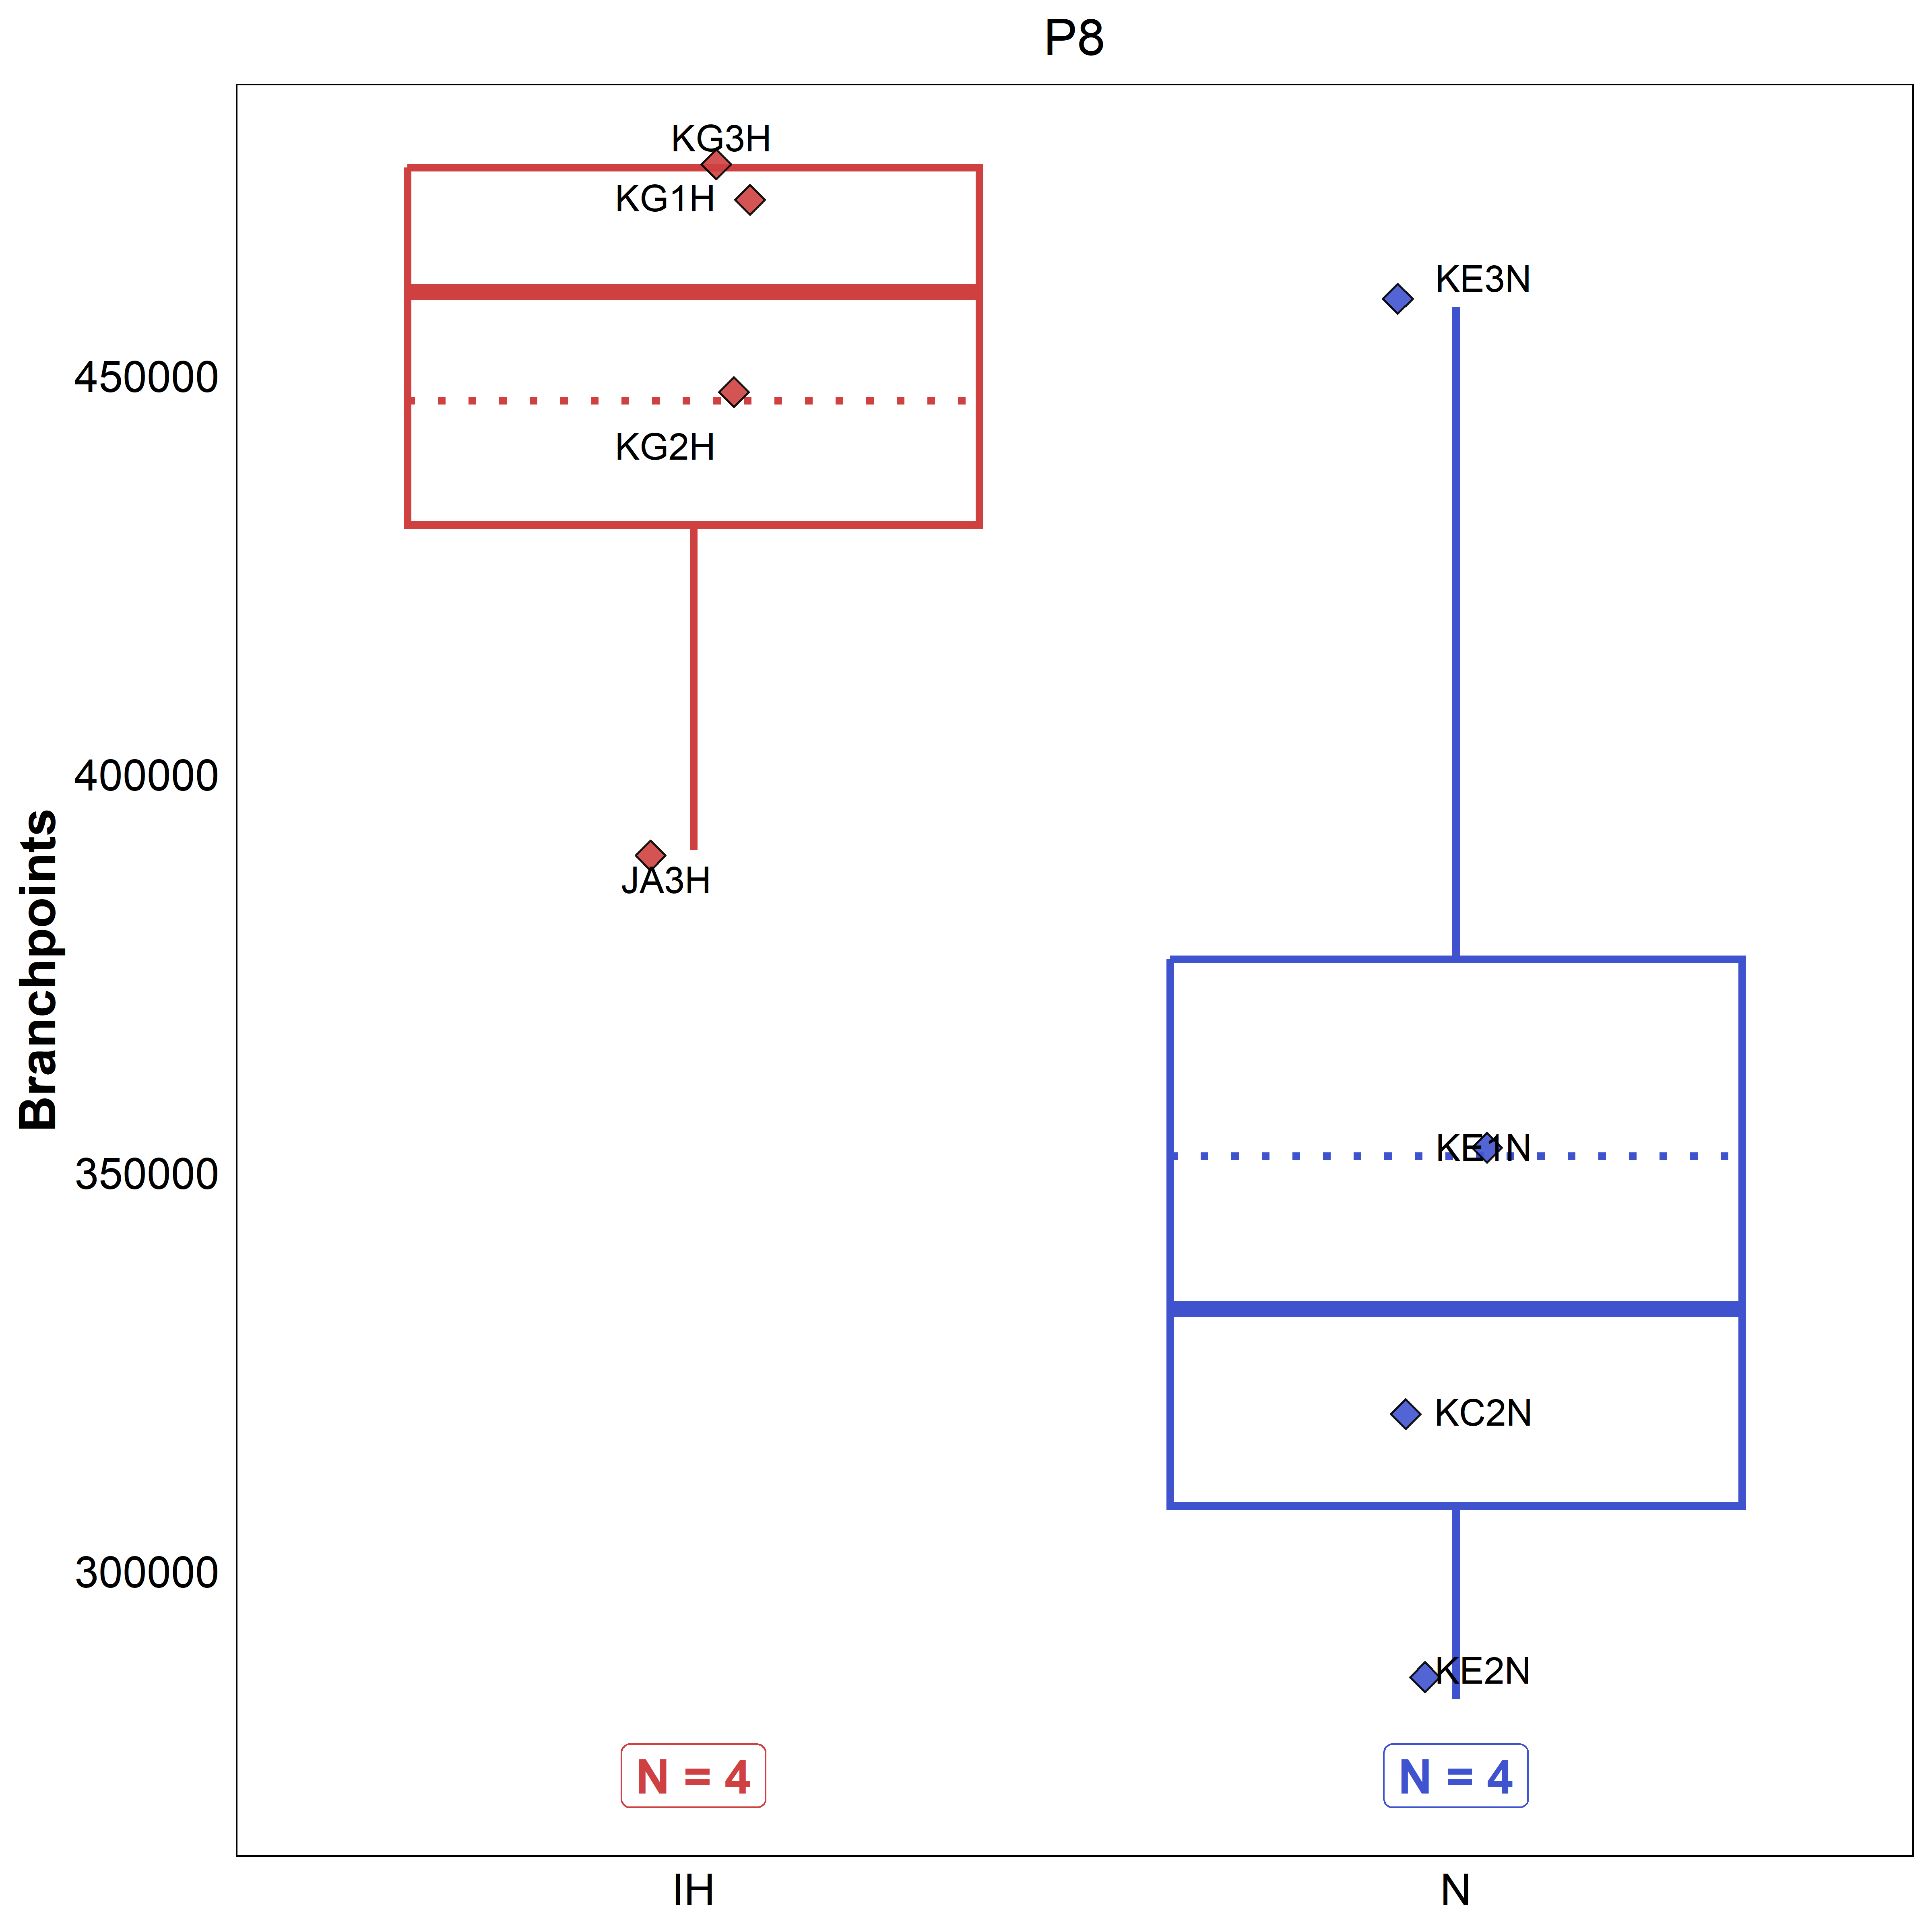 P8
Branchpoints
450000
400000
350000
300000
KG3H
KG1H
KG2H
JA3H
KE3N
KE1N
KC2N
KE2N
N = 4
N = 4
IH
N